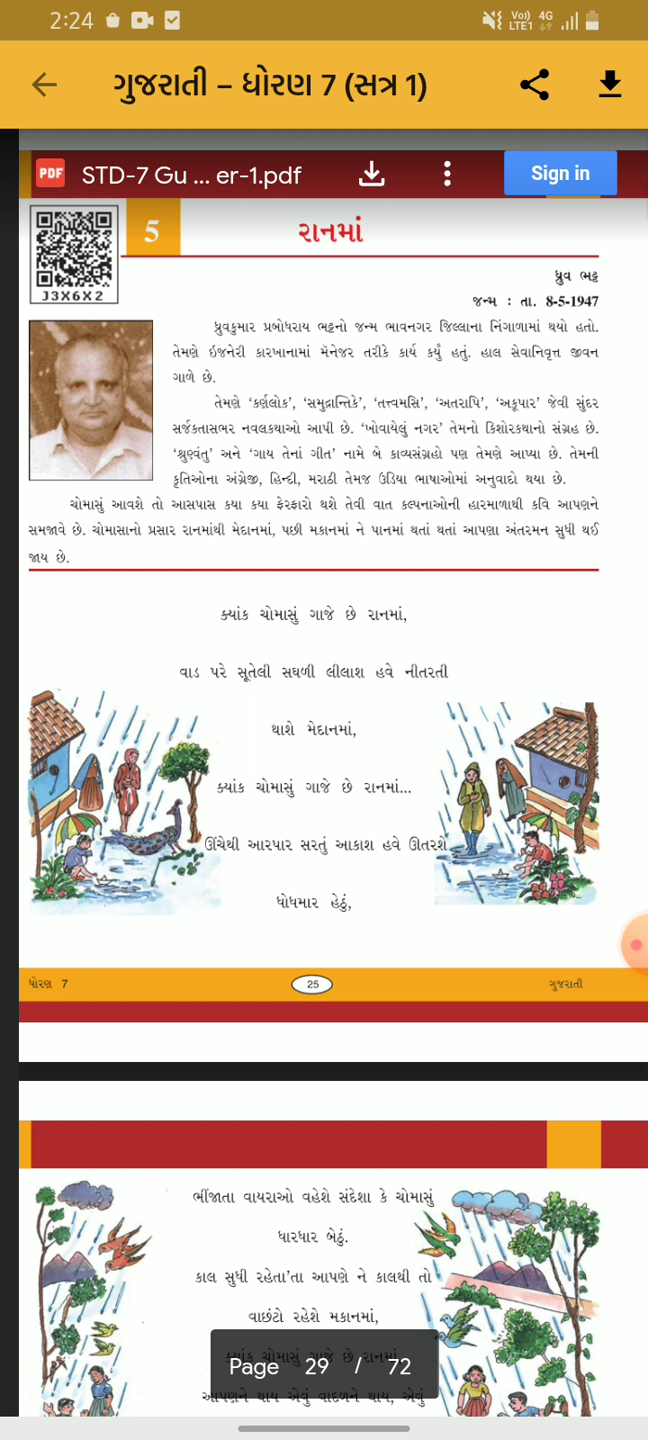 2:24
Vo)) 4G
LTE1
ગુજરાતી – ધોરણ 7 (સત્ર 1)
PDF STD-7 Gu ... er-1.pdf Sign in
5 રાનમાં
J3X6X2
ધ્રુવ ભટ્ટ
જન્મ : તા. 8-5-1947
ધ્રુવકુમાર પ્રબોધરાય ભટ્ટનો જન્મ ભાવનગર જિલ્લાના નિંગાળામાં થયો હતો.
તેમણે ઇજનેરી કારખાનામાં મૅનેજર તરીકે કાર્ય કર્યું હતું. હાલ સેવાનિવૃત્ત જીવન
ગાળે છે.
તેમણે ‘કર્ણલોક’, ‘સમુદ્રાન્તિકે’, ‘તત્ત્વમસિ’, ‘અતરાપિ’, ‘અકૂપાર’ જેવી સુંદર
સર્જકતાસભર નવલકથાઓ આપી છે. ‘ખોવાયેલું નગર’ તેમનો કિશોરકથાનો સંગ્રહ છે.
‘શ્રુણ્વંતુ’ અને ‘ગાય તેનાં ગીત’ નામે બે કાવ્યસંગ્રહો પણ તેમણે આપ્યા છે. તેમની
કૃતિઓના અંગ્રેજી, હિન્દી, મરાઠી તેમજ ઉડિયા ભાષાઓમાં અનુવાદો થયા છે.
ચોમાસું આવશે તો આસપાસ કયા કયા ફેરફારો થશે તેવી વાત કલ્પનાઓની હારમાળાથી કવિ આપણને
સમજાવે છે. ચોમાસાનો પ્રસાર રાનમાંથી મેદાનમાં, પછી મકાનમાં ને પાનમાં થતાં થતાં આપણા અંતરમન સુધી થઈ
જાય છે.
ક્યાંક ચોમાસું ગાજે છે રાનમાં,
વાડ પરે સૂતેલી સઘળી લીલાશ હવે નીતરતી
થાશે મેદાનમાં,
ક્યાંક ચોમાસું ગાજે છે રાનમાં...
ઊંચેથી આરપાર સરતું આકાશ હવે ઊતરશે
ધોધમાર હેઠું,
ધોરણ 7 25 ગુજરાતી
ભીંજાતા વાયરાઓ વહેશે સંદેશા કે ચોમાસું
ધારધાર બેઠું.
કાલ સુધી રહેતા’તા આપણે ને કાલથી તો
વાછંટો રહેશે મકાનમાં,
ક્યાંક ચોમાસું ગાજે છે રાનમાં
Page 29 / 72
આપણને થાય એવું વાદળને થાય, એવું